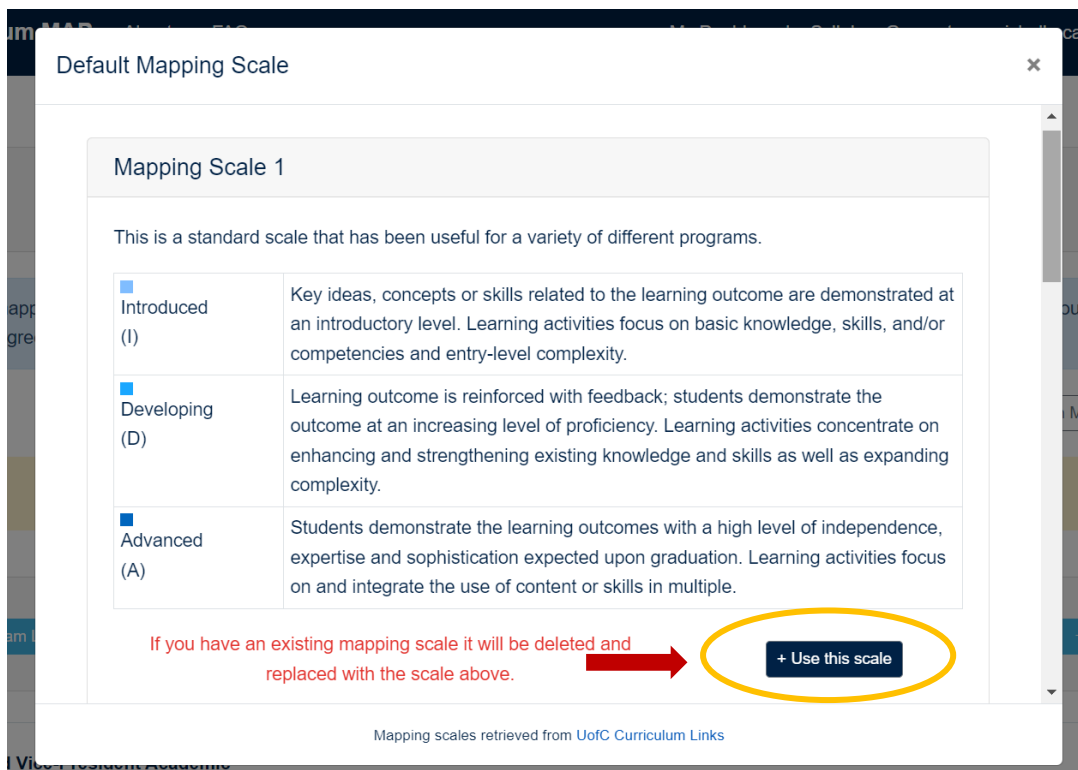 Default Mapping Scale ×
Mapping Scale 1
This is a standard scale that has been useful for a variety of different programs.
Introduced
(I)
Key ideas, concepts or skills related to the learning outcome are demonstrated at
an introductory level. Learning activities focus on basic knowledge, skills, and/or
competencies and entry-level complexity.
Developing
(D)
Learning outcome is reinforced with feedback; students demonstrate the
outcome at an increasing level of proficiency. Learning activities concentrate on
enhancing and strengthening existing knowledge and skills as well as expanding
complexity.
Advanced
(A)
Students demonstrate the learning outcomes with a high level of independence,
expertise and sophistication expected upon graduation. Learning activities focus
on and integrate the use of content or skills in multiple.
If you have an existing mapping scale it will be deleted and
replaced with the scale above.
+ Use this scale
Mapping scales retrieved from UofC Curriculum Links